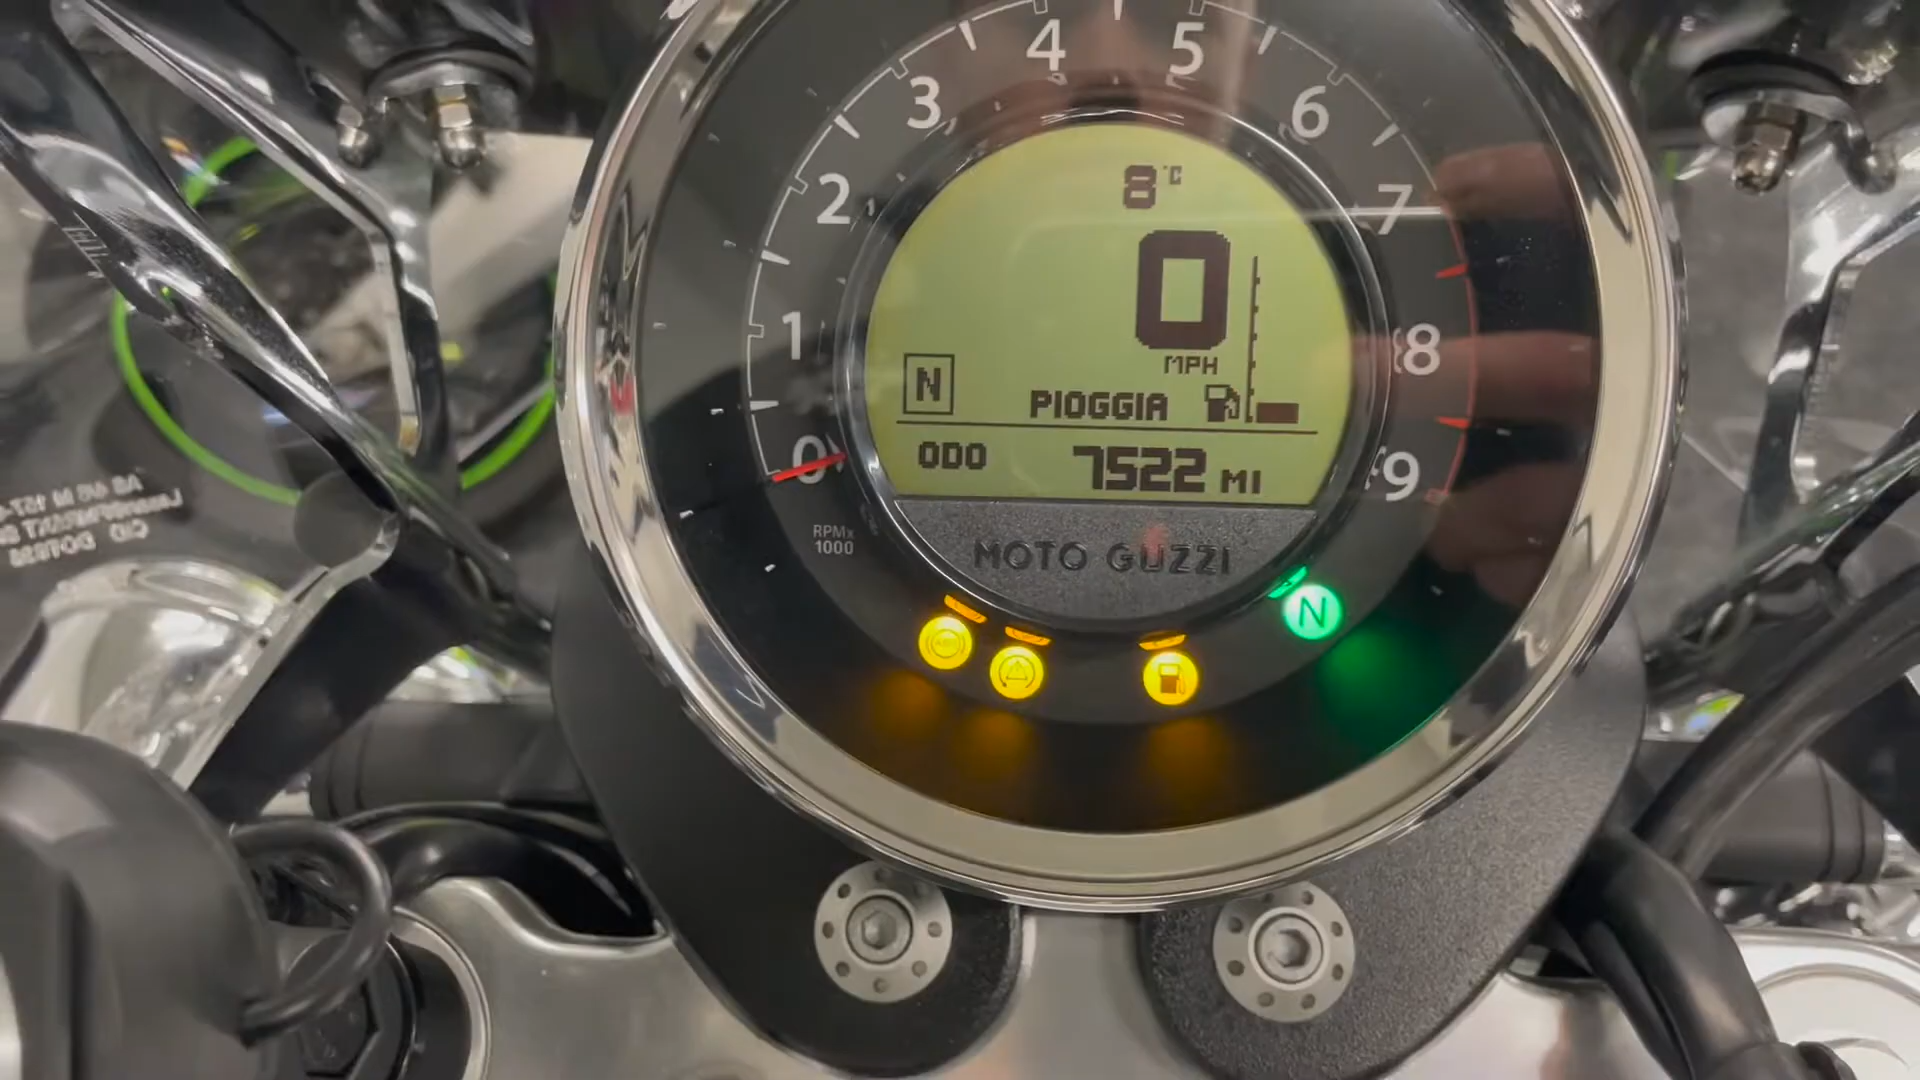 4 5
3 6
2 7
1 8
0 9
8°C
0
MPH
N
PIOGGIA
ODO 7522 MI
RPMx
1000
MOTO GUZZI
N